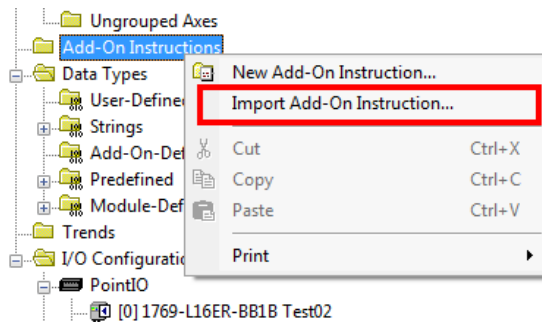 Ungrouped Axes
Add-On Instructions
Data Types
New Add-On Instruction...
User-Define
Import Add-On Instruction...
Strings
Add-On-Def
Cut Ctrl+X
Predefined
Copy Ctrl+C
Module-Def
Paste Ctrl+V
Trends
I/O Configuratio
Print
PointIO
[0] 1769-L16ER-BB1B Test02